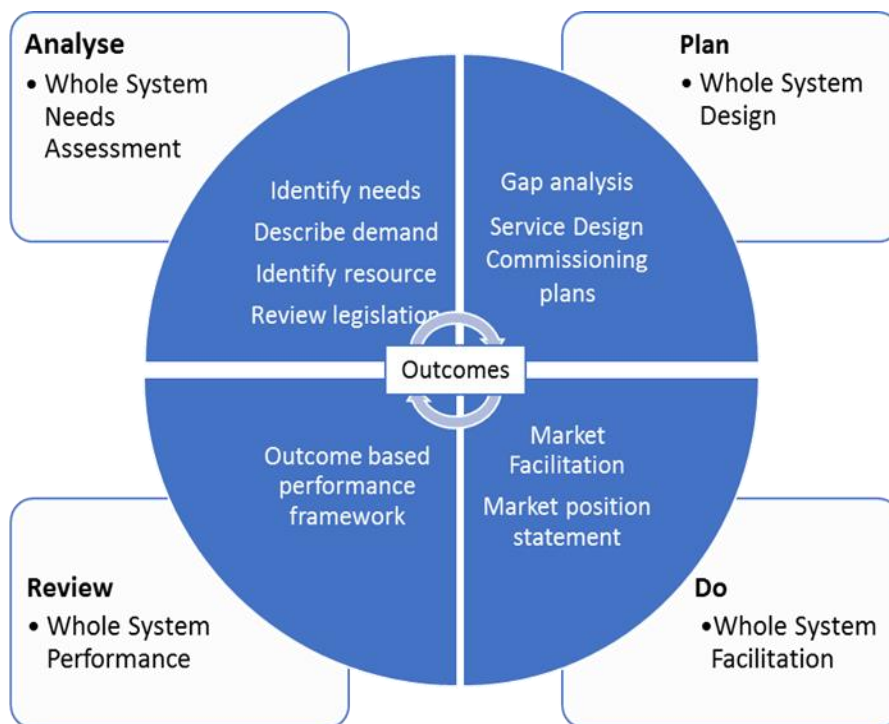 Analyse
• Whole System
Needs
Assessment
Plan
• Whole System
Design
Identify needs
Describe demand
Identify resource
Review legislation
Gap analysis
Service Design
Commissioning
plans
Outcomes
Outcome based
performance
framework
Market
Facilitation
Market position
statement
Review
• Whole System
Performance
Do
•Whole System
Facilitation